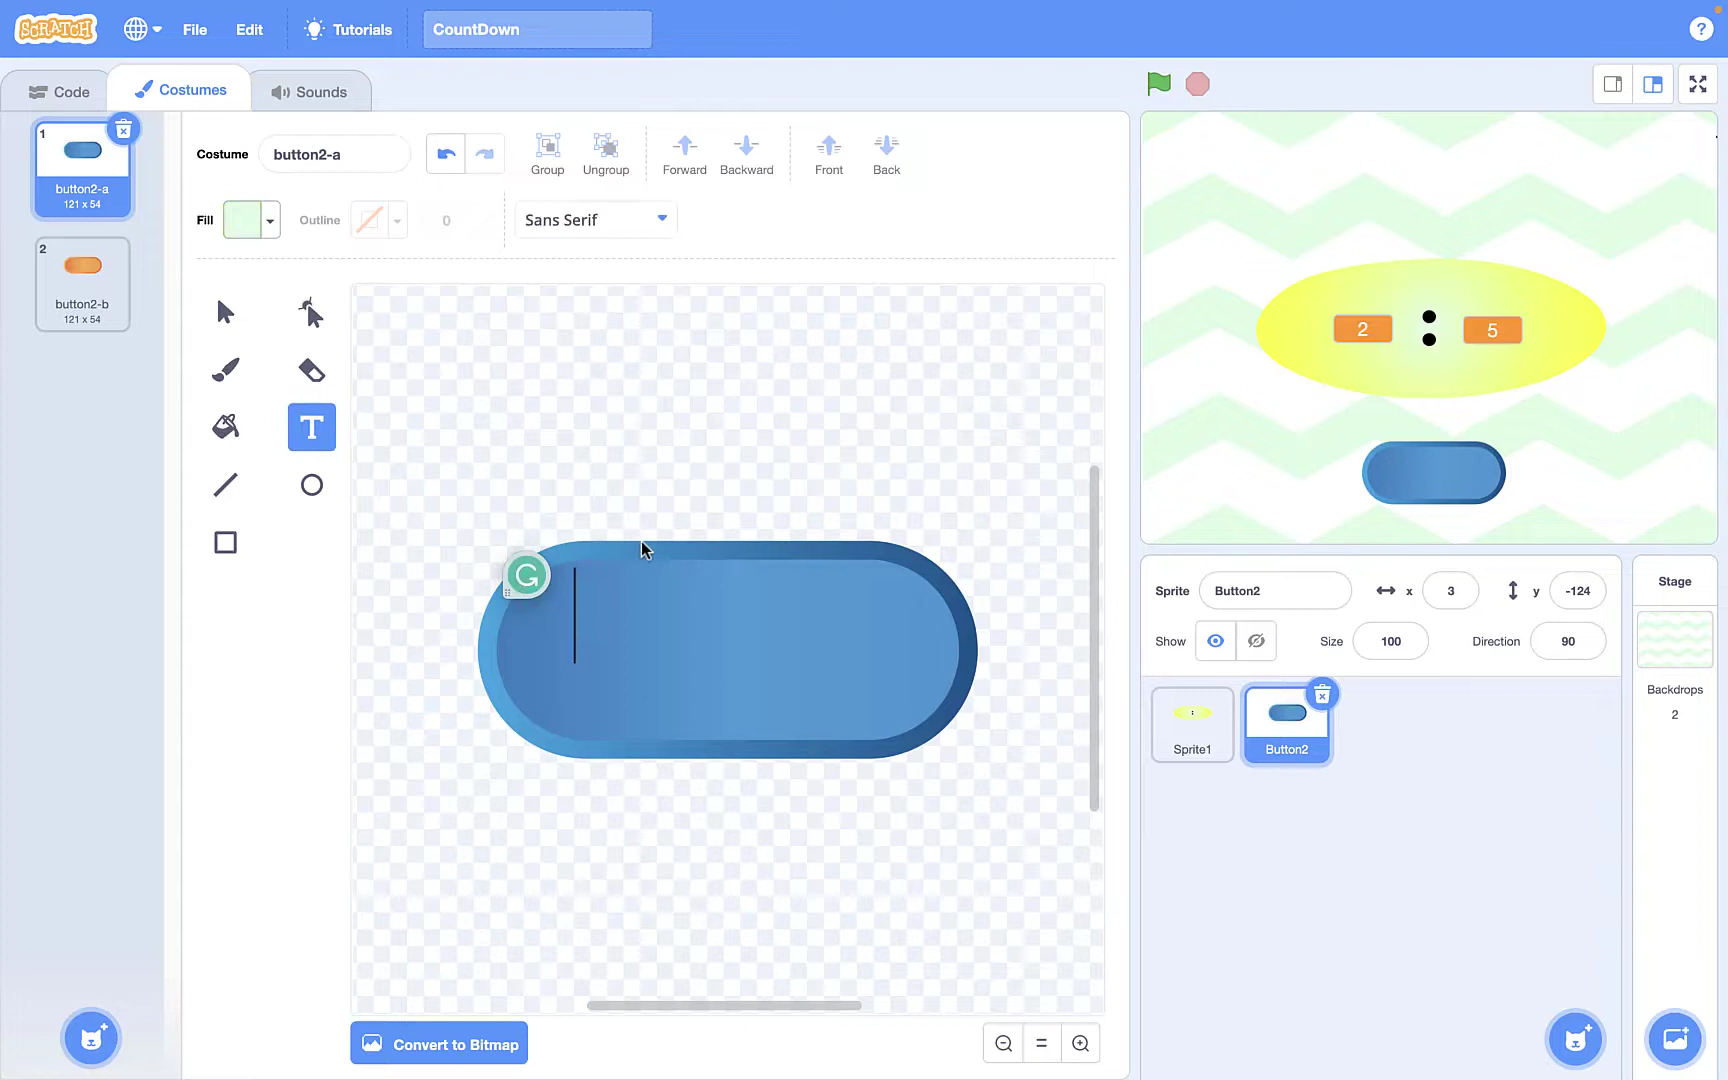 SCRATCH File Edit Tutorials CountDown ?
Code Costumes Sounds
1
button2-a
121 x 54
2
button2-b
121 x 54
Costume button2-a Group Ungroup Forward Backward Front Back
Fill Outline 0 Sans Serif
T
G
Convert to Bitmap
2 5
Sprite Button2 x 3 y -124
Show Size 100 Direction 90
Sprite1 Button2
Stage
Backdrops
2